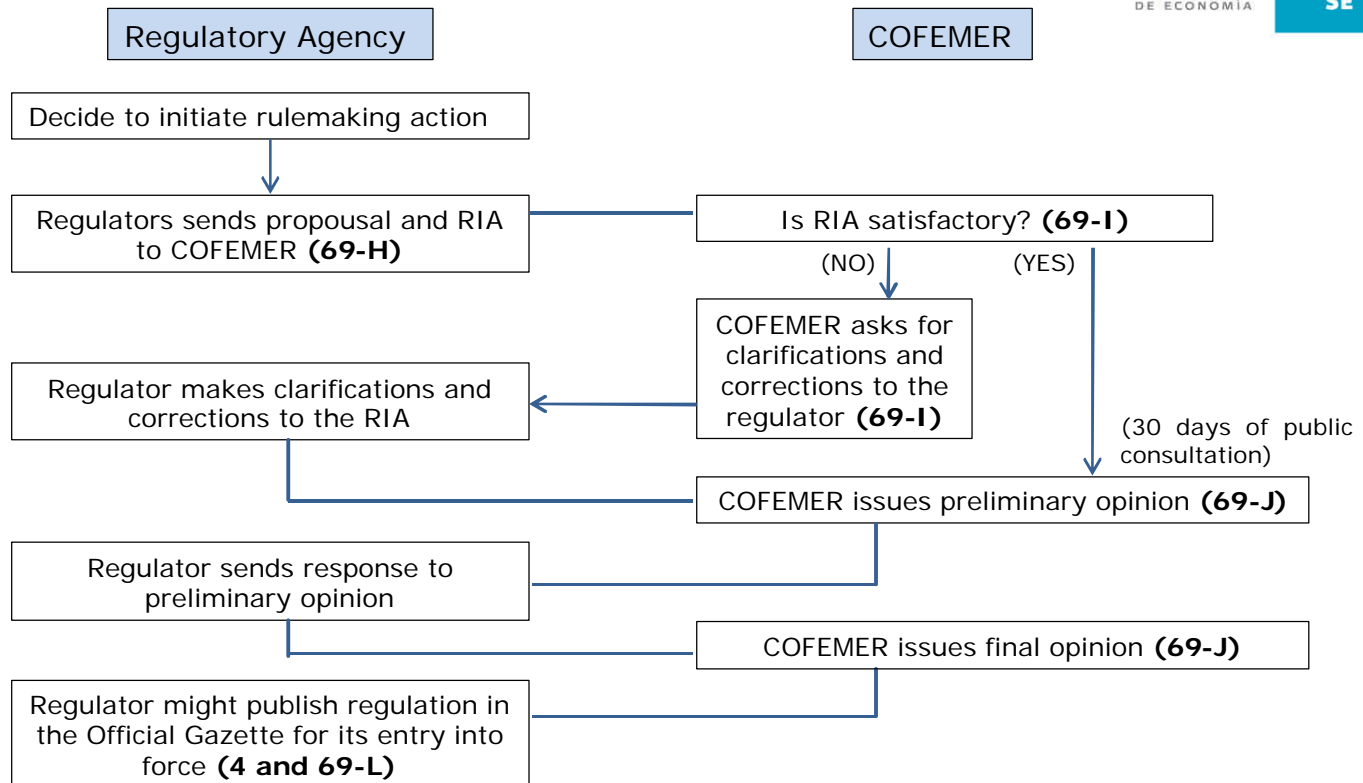 DE ECONOMÍA
SE
Regulatory Agency
COFEMER
Decide to initiate rulemaking action
Regulators sends propousal and RIA
to COFEMER (69-H)
Is RIA satisfactory? (69-I)
(NO)
(YES)
COFEMER asks for
clarifications and
corrections to the
regulator (69-I)
Regulator makes clarifications and
corrections to the RIA
(30 days of public
consultation)
COFEMER issues preliminary opinion (69-J)
Regulator sends response to
preliminary opinion
COFEMER issues final opinion (69-J)
Regulator might publish regulation in
the Official Gazette for its entry into
force (4 and 69-L)